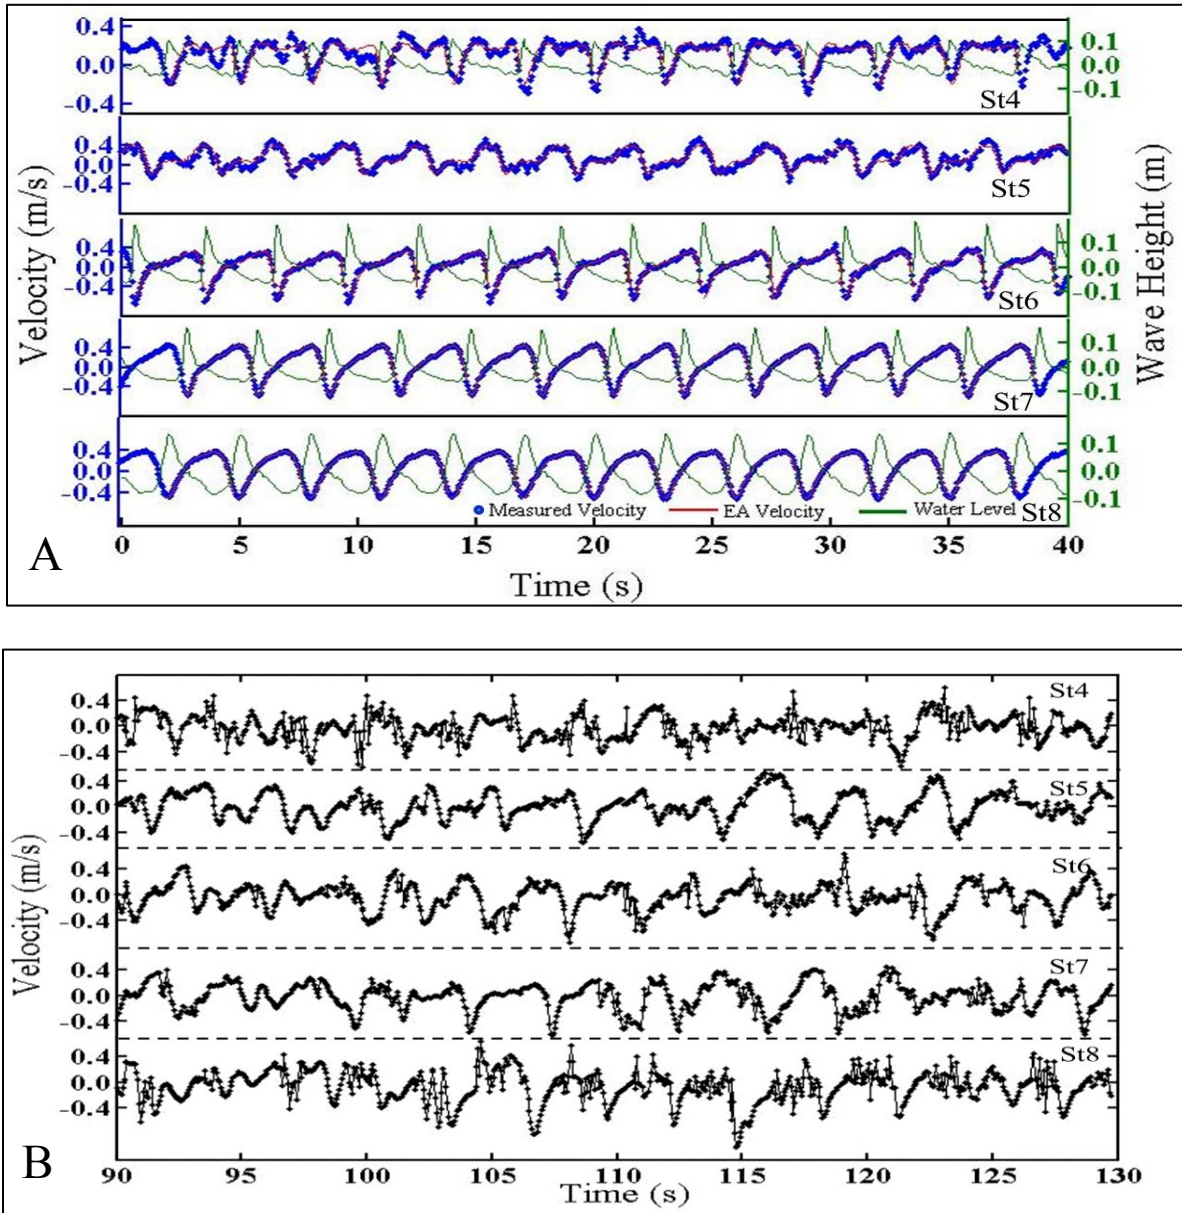 0.4
0.0
-0.4
0.1
0.0
-0.1
St4
0.4
0.0
-0.4
St5
0.4
0.0
-0.4
0.1
0.0
-0.1
St6
0.4
0.0
-0.4
0.1
0.0
-0.1
St7
0.4
0.0
-0.4
0.1
0.0
-0.1
Measured Velocity EA Velocity Water Level St8
0 5 10 15 20 25 30 35 40
Time (s)
Velocity (m/s)
Wave Height (m)
A
0.4
0.0
-0.4
St4
0.4
0.0
-0.4
St5
0.4
0.0
-0.4
St6
0.4
0.0
-0.4
St7
0.4
0.0
-0.4
St8
90 95 100 105 110 115 120 125 130
Time (s)
Velocity (m/s)
B